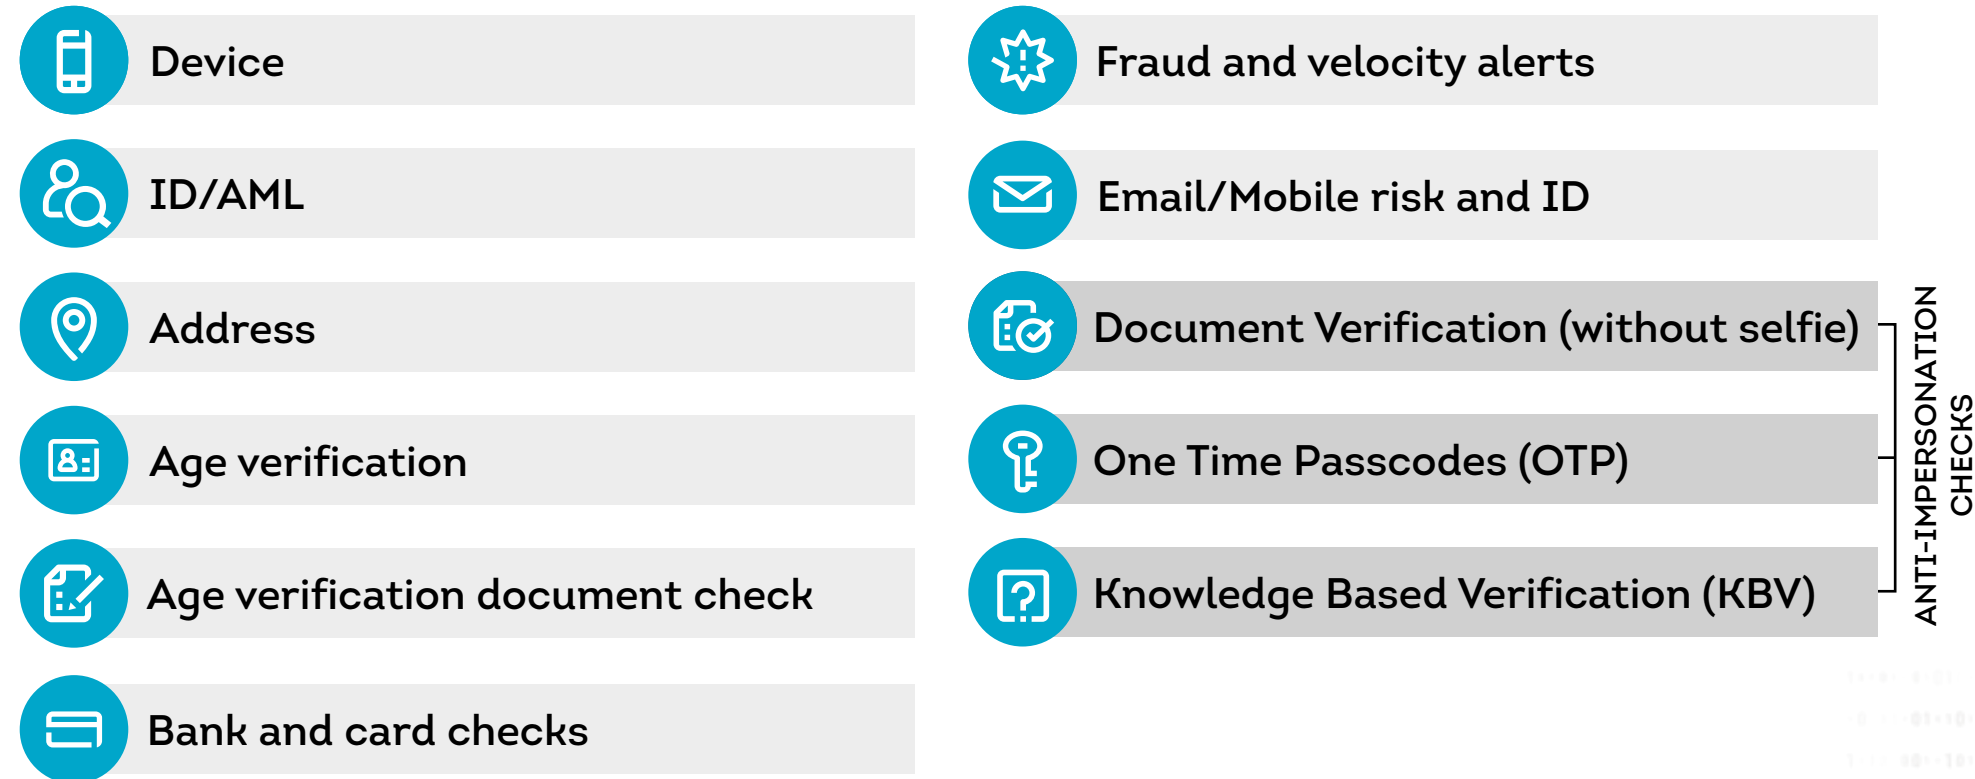 Device
ID/AML
Address
Age verification
Age verification document check
Bank and card checks
Fraud and velocity alerts
Email/Mobile risk and ID
Document Verification (without selfie)
One Time Passcodes (OTP)
Knowledge Based Verification (KBV)
ANTI-IMPERSONATION
CHECKS